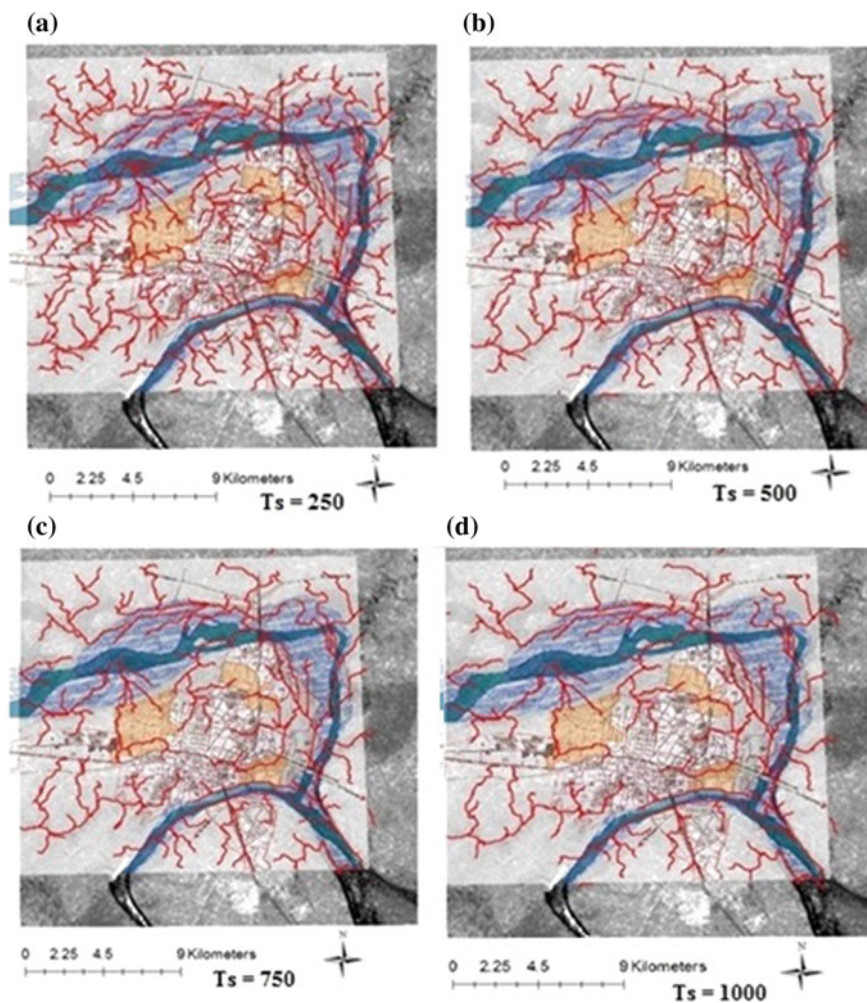 (a)
(b)
N
0 2.25 4.5 9 Kilometers
Ts = 250
0 2.25 4.5 9 Kilometers
Ts = 500
(c)
(d)
N
0 2.25 4.5 9 Kilometers
Ts = 750
N
0 2.25 4.5 9 Kilometers
Ts = 1000